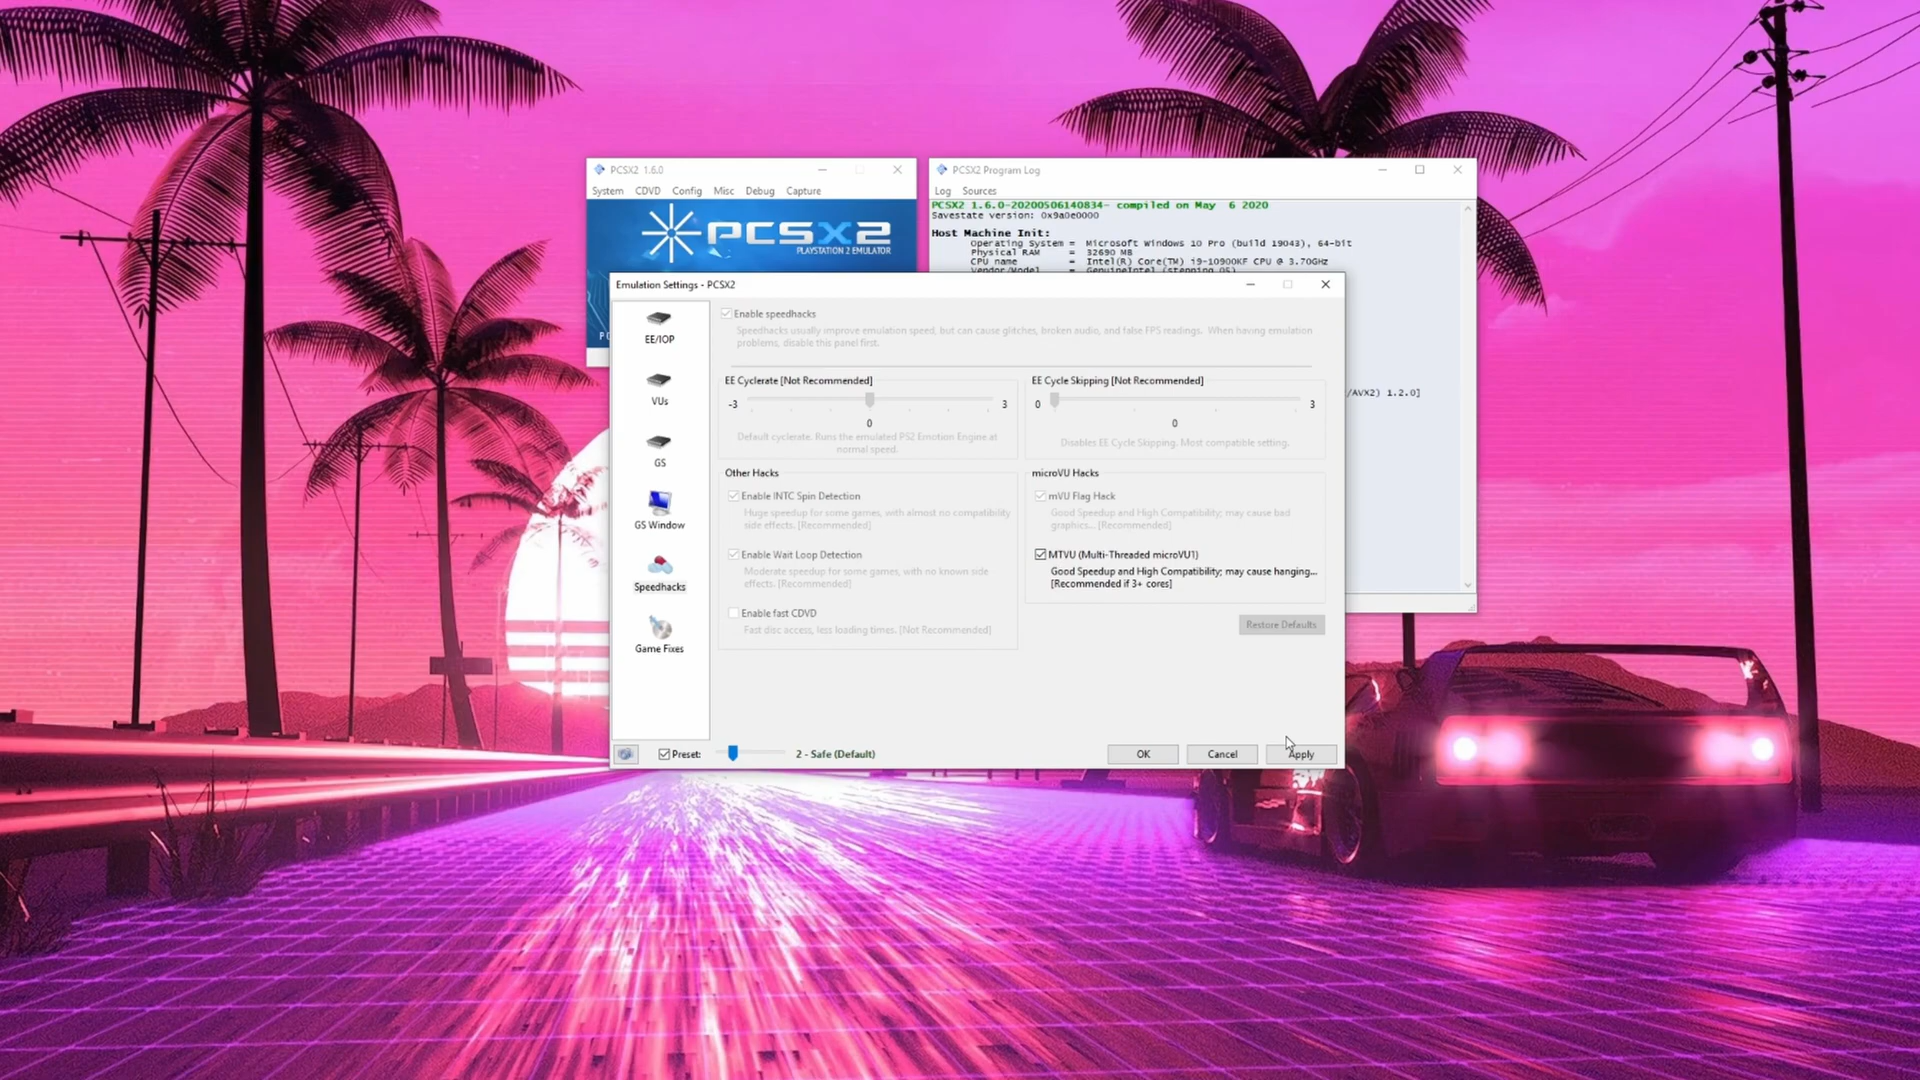 PCSX2 1.6.0
System CDVD Config Misc Debug Capture
PCSX2
PLAYSTATION 2 EMULATOR
PCSX2 Program Log
Log Sources
PCSX2 1.6.0-20200506140834- compiled on May 6 2020
Savestate version: 0x9a0e0000
Host Machine Init:
Operating System = Microsoft Windows 10 Pro (build 19043), 64-bit
Physical RAM = 32690 MB
CPU name = Intel(R) Core(TM) i9-10900KF CPU @ 3.70GHz
Vendor/Model = GenuineIntel (stepping 05)
/AVX2) 1.2.0]
Emulation Settings - PCSX2
EE/IOP
VUs
GS
GS Window
Speedhacks
Game Fixes
Enable speedhacks
Speedhacks usually improve emulation speed, but can cause glitches, broken audio, and false FPS readings. When having emulation
problems, disable this panel first.
EE Cyclerate [Not Recommended]
-3 3
0
Default cyclerate. Runs the emulated PS2 Emotion Engine at
normal speed.
EE Cycle Skipping [Not Recommended]
0 3
0
Disables EE Cycle Skipping. Most compatible setting.
Other Hacks
Enable INTC Spin Detection
Huge speedup for some games, with almost no compatibility
side effects. [Recommended]
Enable Wait Loop Detection
Moderate speedup for some games, with no known side
effects. [Recommended]
Enable fast CDVD
Fast disc access, less loading times. [Not Recommended]
microVU Hacks
mVU Flag Hack
Good Speedup and High Compatibility; may cause bad
graphics... [Recommended]
MTVU (Multi-Threaded microVU1)
Good Speedup and High Compatibility; may cause hanging...
[Recommended if 3+ cores]
Restore Defaults
Preset: 2 - Safe (Default)
OK Cancel Apply